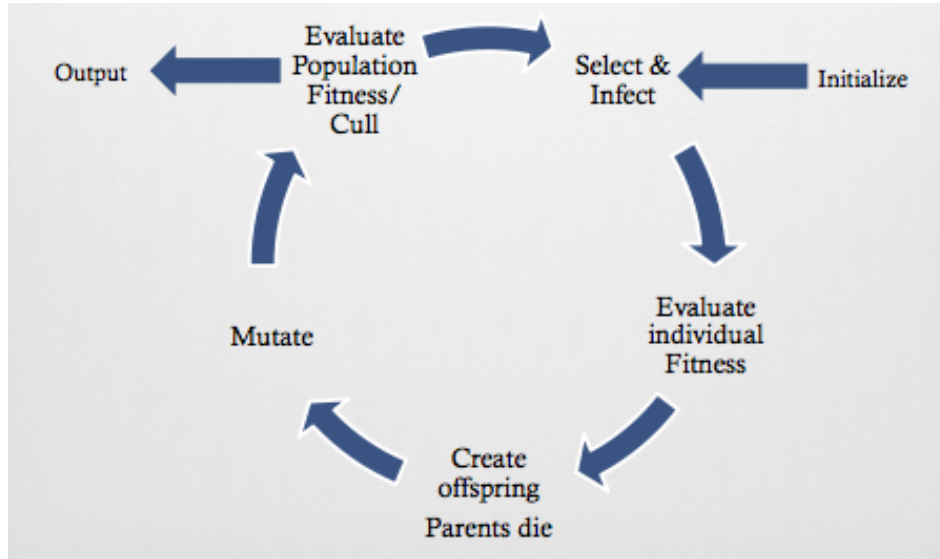 Evaluate
Population
Fitness/
Cull
Output
Select &
Infect
Initialize
Evaluate
individual
Fitness
Create
offspring
Parents die
Mutate